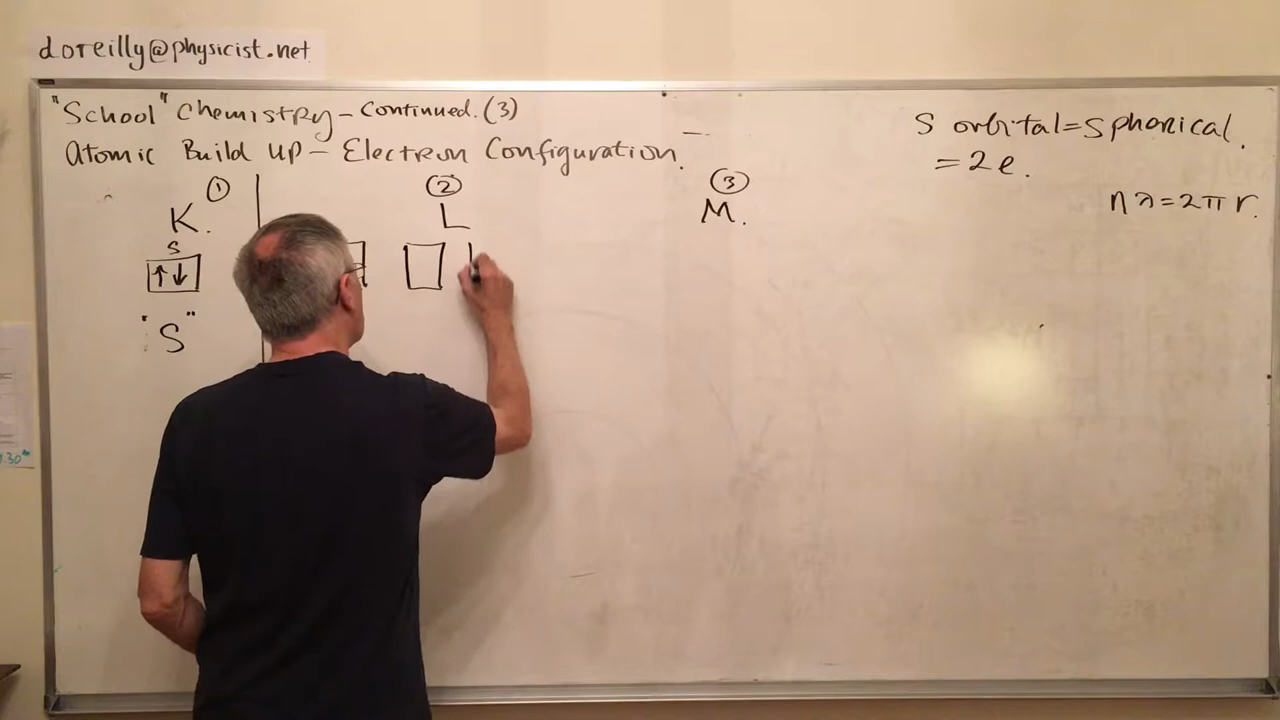 doreilly@physicist.net
"School" Chemistry - Continued. (3)
Atomic Build Up - Electron Configuration.
S orbital = Spherical.
= 2 e.
nλ = 2πr.
① ② ③
K. L M.
S
↑↓
"S"